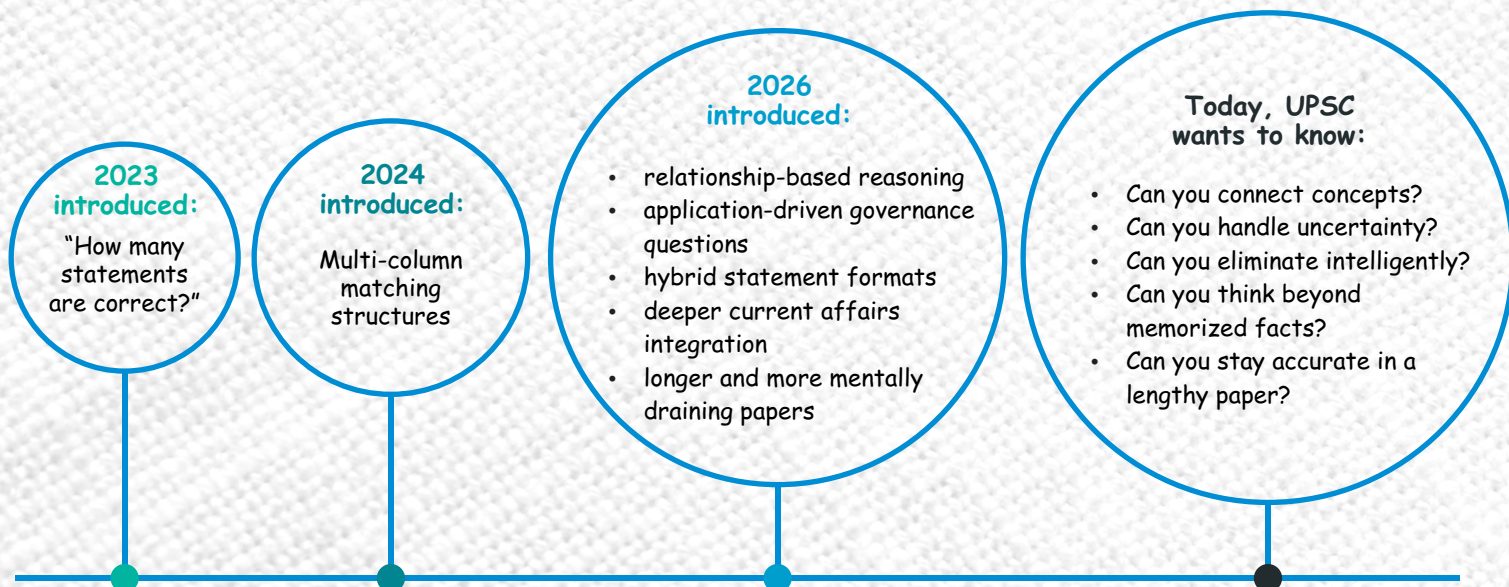 2023
introduced:
“How many
statements
are correct?”
2024
introduced:
Multi-column
matching
structures
2026
introduced:
• relationship-based reasoning
• application-driven governance
questions
• hybrid statement formats
• deeper current affairs
integration
• longer and more mentally
draining papers
Today, UPSC
wants to know:
• Can you connect concepts?
• Can you handle uncertainty?
• Can you eliminate intelligently?
• Can you think beyond
memorized facts?
• Can you stay accurate in a
lengthy paper?